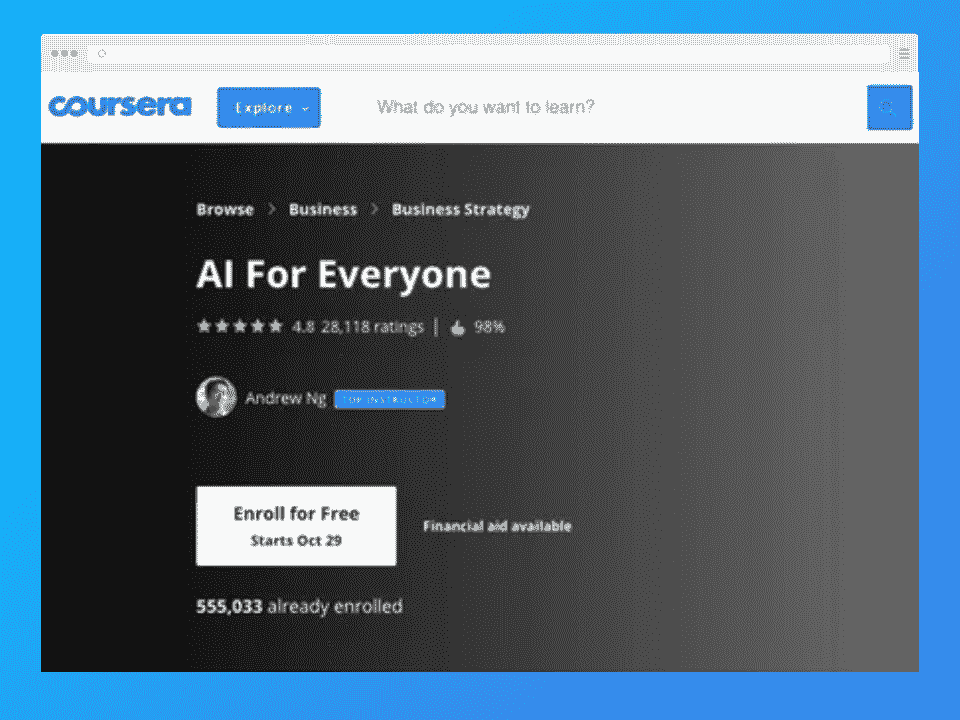 coursera Explore What do you want to learn?
Browse > Business > Business Strategy
AI For Everyone
4.8 28,118 ratings | 98%
Andrew Ng TOP INSTRUCTOR
Enroll for Free
Starts Oct 29
Financial aid available
555,033 already enrolled